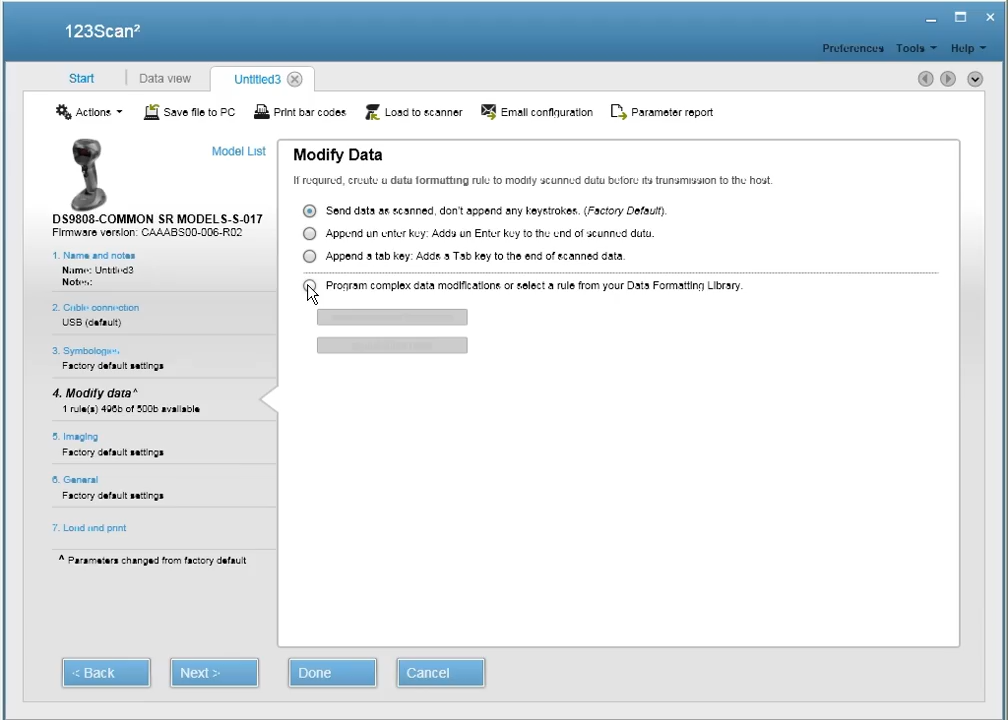 123Scan²
Preferences Tools Help
Start Data view Untitled3
Actions Save file to PC Print bar codes Load to scanner Email configuration Parameter report
Model List
DS9808-COMMON SR MODELS-S-017
Firmware version: CAAABS00-006-R02
1. Name and notes
Name: Untitled3
Notes:
2. Cable connection
USB (default)
3. Symbologies
Factory default settings
4. Modify data^
1 rule(s) 496b of 500b available
5. Imaging
Factory default settings
6. General
Factory default settings
7. Load and print
^ Parameters changed from factory default
Modify Data
If required, create a data formatting rule to modify scanned data before its transmission to the host.
Send data as scanned, don't append any keystrokes. (Factory Default).
Append an enter key: Adds an Enter key to the end of scanned data.
Append a tab key: Adds a Tab key to the end of scanned data.
Program complex data modifications or select a rule from your Data Formatting Library.
< Back Next > Done Cancel